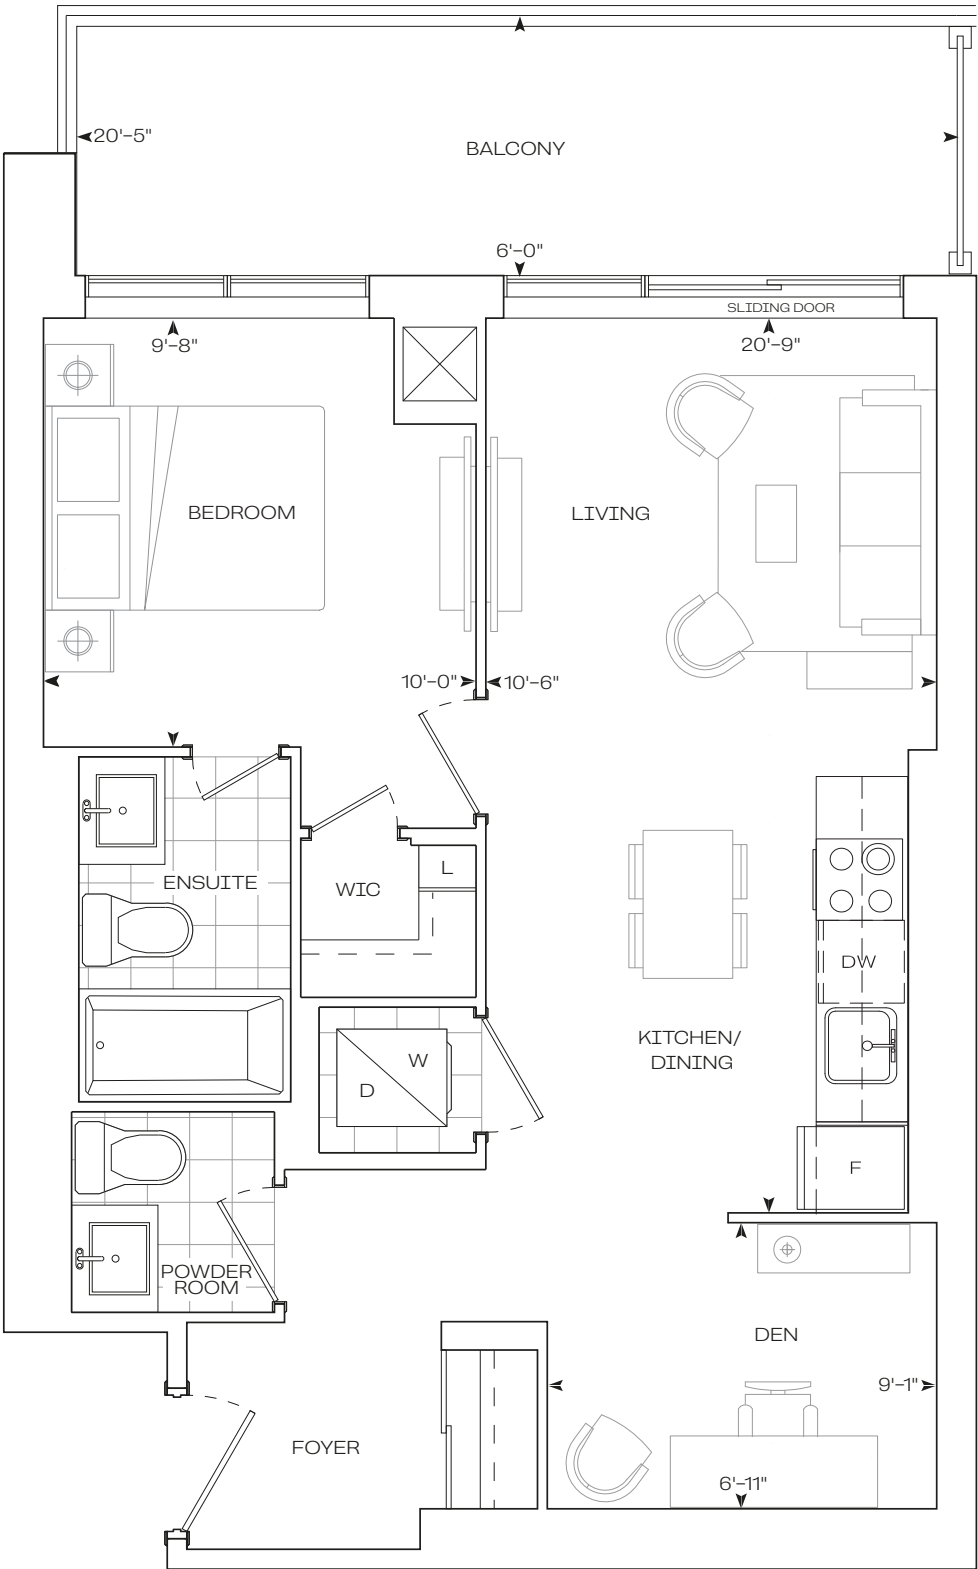 20'-5"
BALCONY
6'-0"
SLIDING DOOR
9'-8"
20'-9"
BEDROOM
LIVING
10'-0"
10'-6"
L
ENSUITE
WIC
DW
KITCHEN/
DINING
W
D
F
POWDER
ROOM
DEN
9'-1"
FOYER
6'-11"